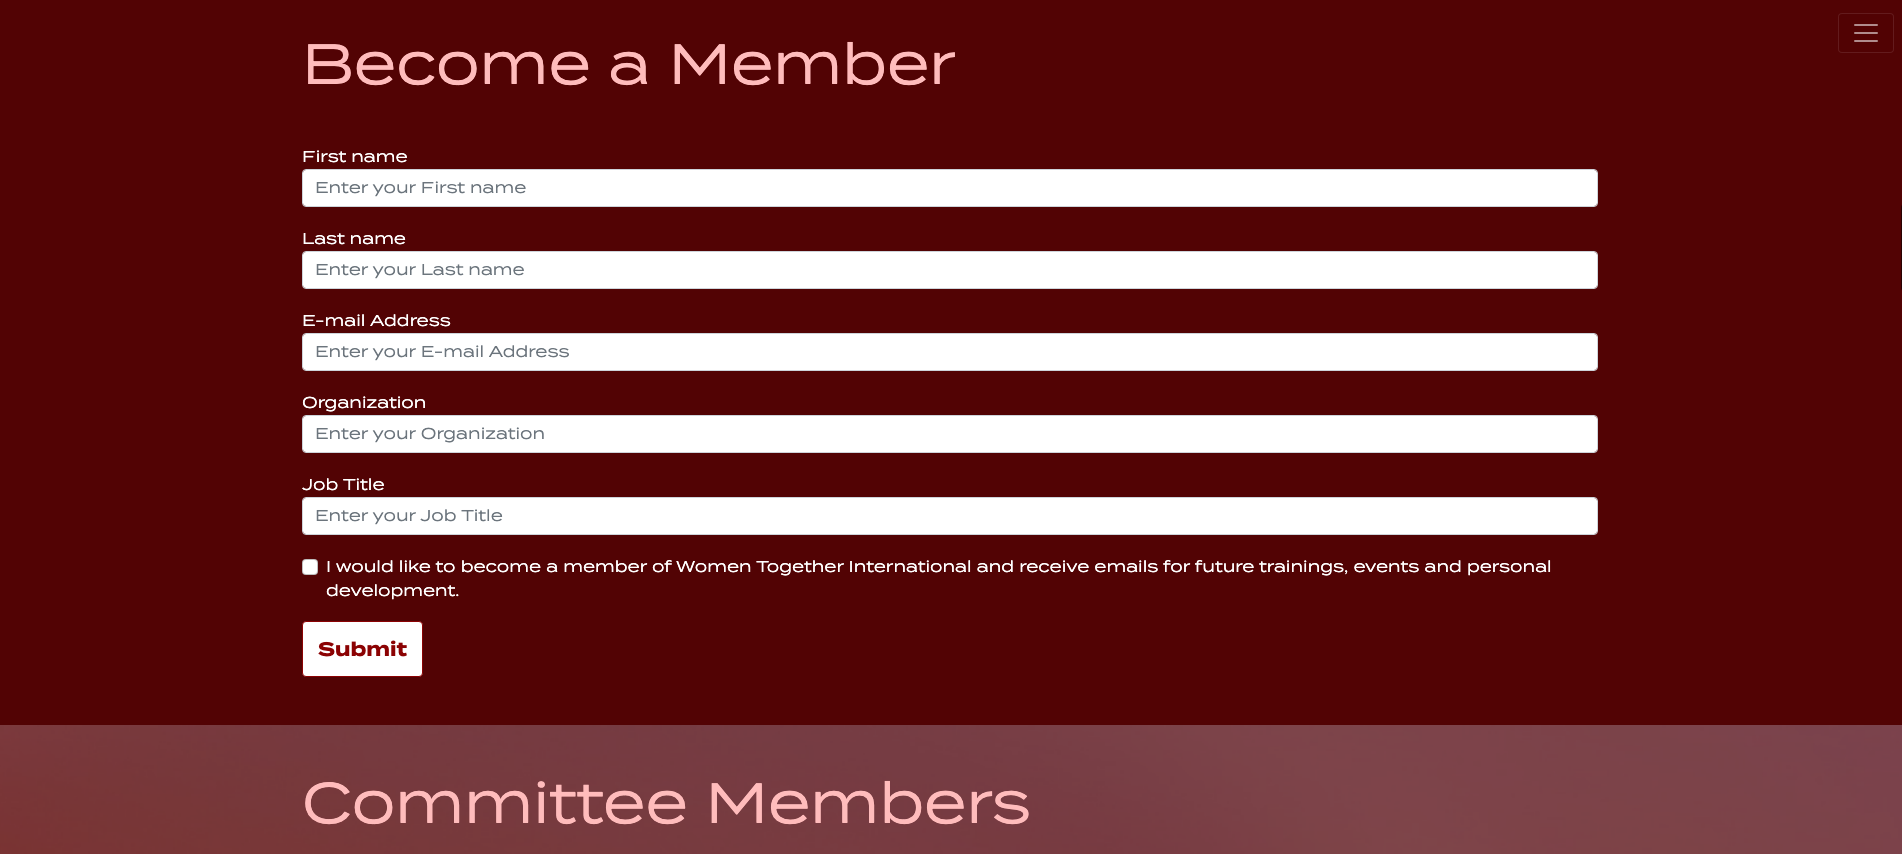 Become a Member
First name
Enter your First name
Last name
Enter your Last name
E-mail Address
Enter your E-mail Address
Organization
Enter your Organization
Job Title
Enter your Job Title
I would like to become a member of Women Together International and receive emails for future trainings, events and personal
development.
Submit
Committee Members